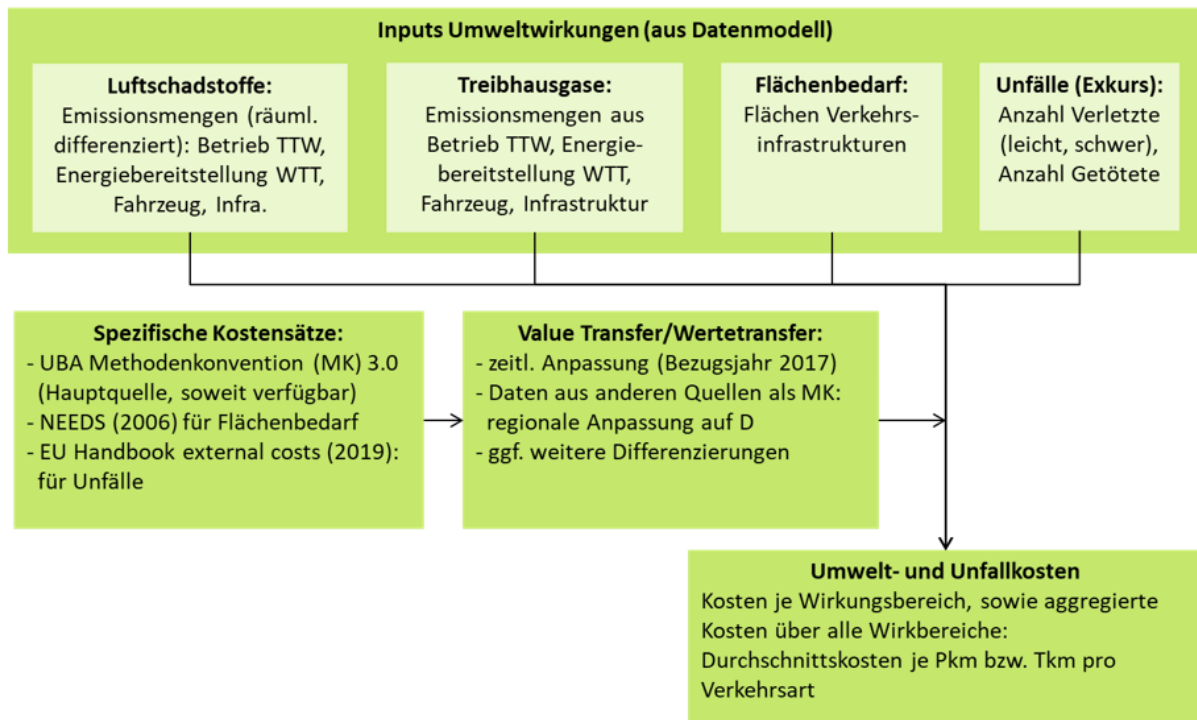 Inputs Umweltwirkungen (aus Datenmodell)
Luftschadstoffe:
Emissionsmengen (räuml.
differenziert): Betrieb TTW,
Energiebereitstellung WTT,
Fahrzeug, Infra.
Treibhausgase:
Emissionsmengen aus
Betrieb TTW, Energie-
bereitstellung WTT,
Fahrzeug, Infrastruktur
Flächenbedarf:
Flächen Verkehrs-
infrastrukturen
Unfälle (Exkurs):
Anzahl Verletzte
(leicht, schwer),
Anzahl Getötete
Spezifische Kostensätze:
- UBA Methodenkonvention (MK) 3.0
(Hauptquelle, soweit verfügbar)
- NEEDS (2006) für Flächenbedarf
- EU Handbook external costs (2019):
für Unfälle
Value Transfer/Wertetransfer:
- zeitl. Anpassung (Bezugsjahr 2017)
- Daten aus anderen Quellen als MK:
regionale Anpassung auf D
- ggf. weitere Differenzierungen
Umwelt- und Unfallkosten
Kosten je Wirkungsbereich, sowie aggregierte
Kosten über alle Wirkbereiche:
Durchschnittskosten je Pkm bzw. Tkm pro
Verkehrsart